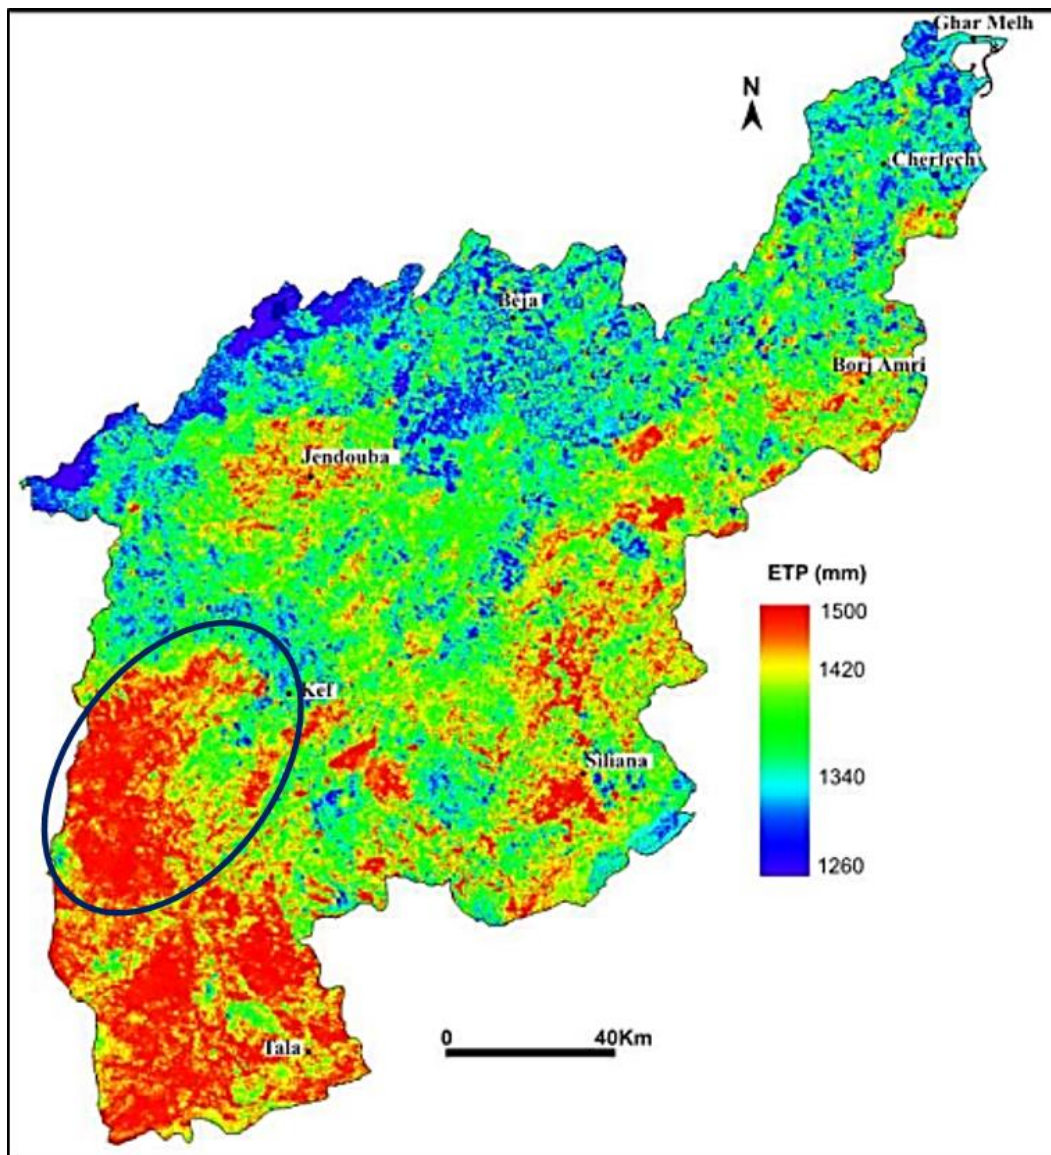 Ghar Melh
N
Cherfech
Beja
Borj Amri
Jendouba
ETP (mm)
1500
1420
1340
1260
Kef
Siliana
Tala
0 40Km